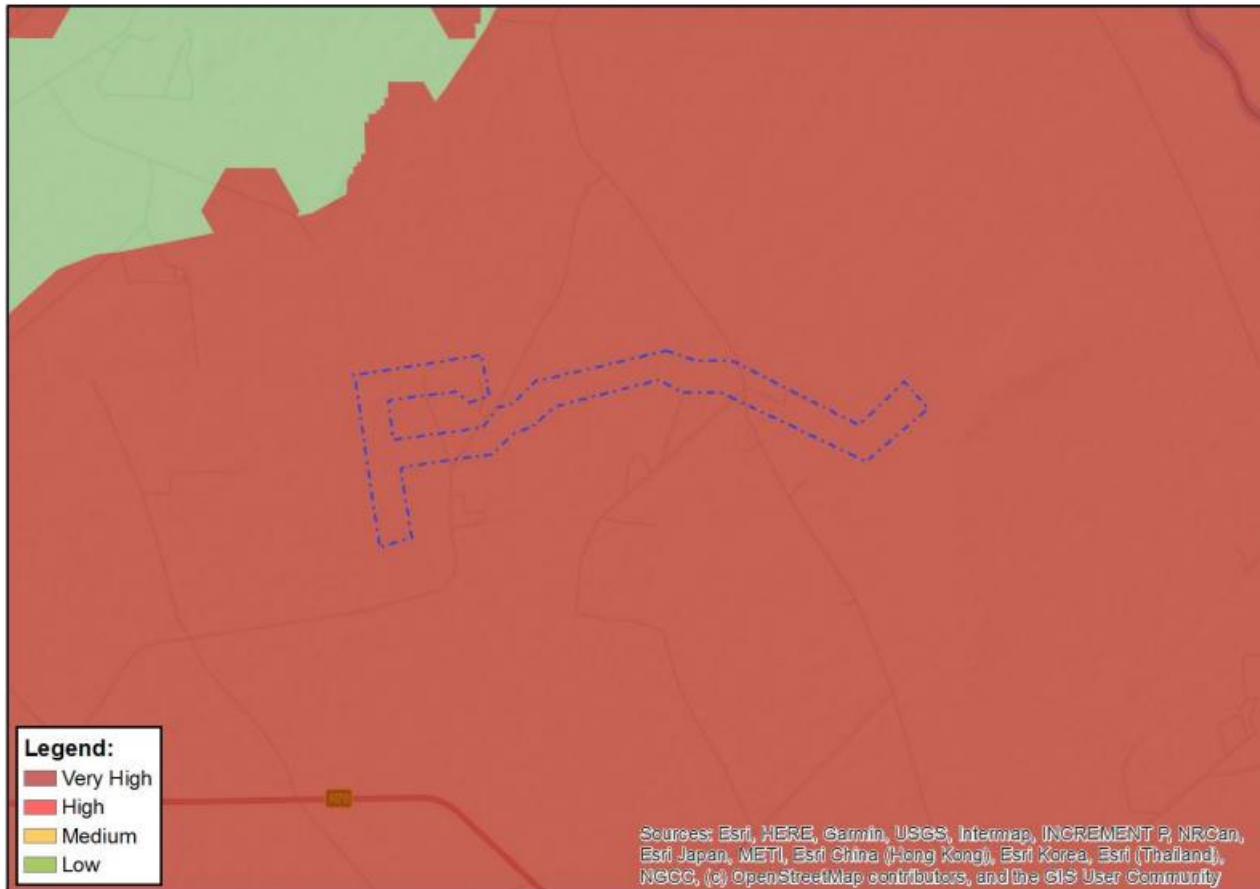 Legend:
Very High
High
Medium
Low
Sources: Esri, HERE, Garmin, USGS, Intermap, INCREMENT P, NRCan,
Esri Japan, METI, Esri China (Hong Kong), Esri Korea, Esri (Thailand),
NGCC, (c) OpenStreetMap contributors, and the GIS User Community